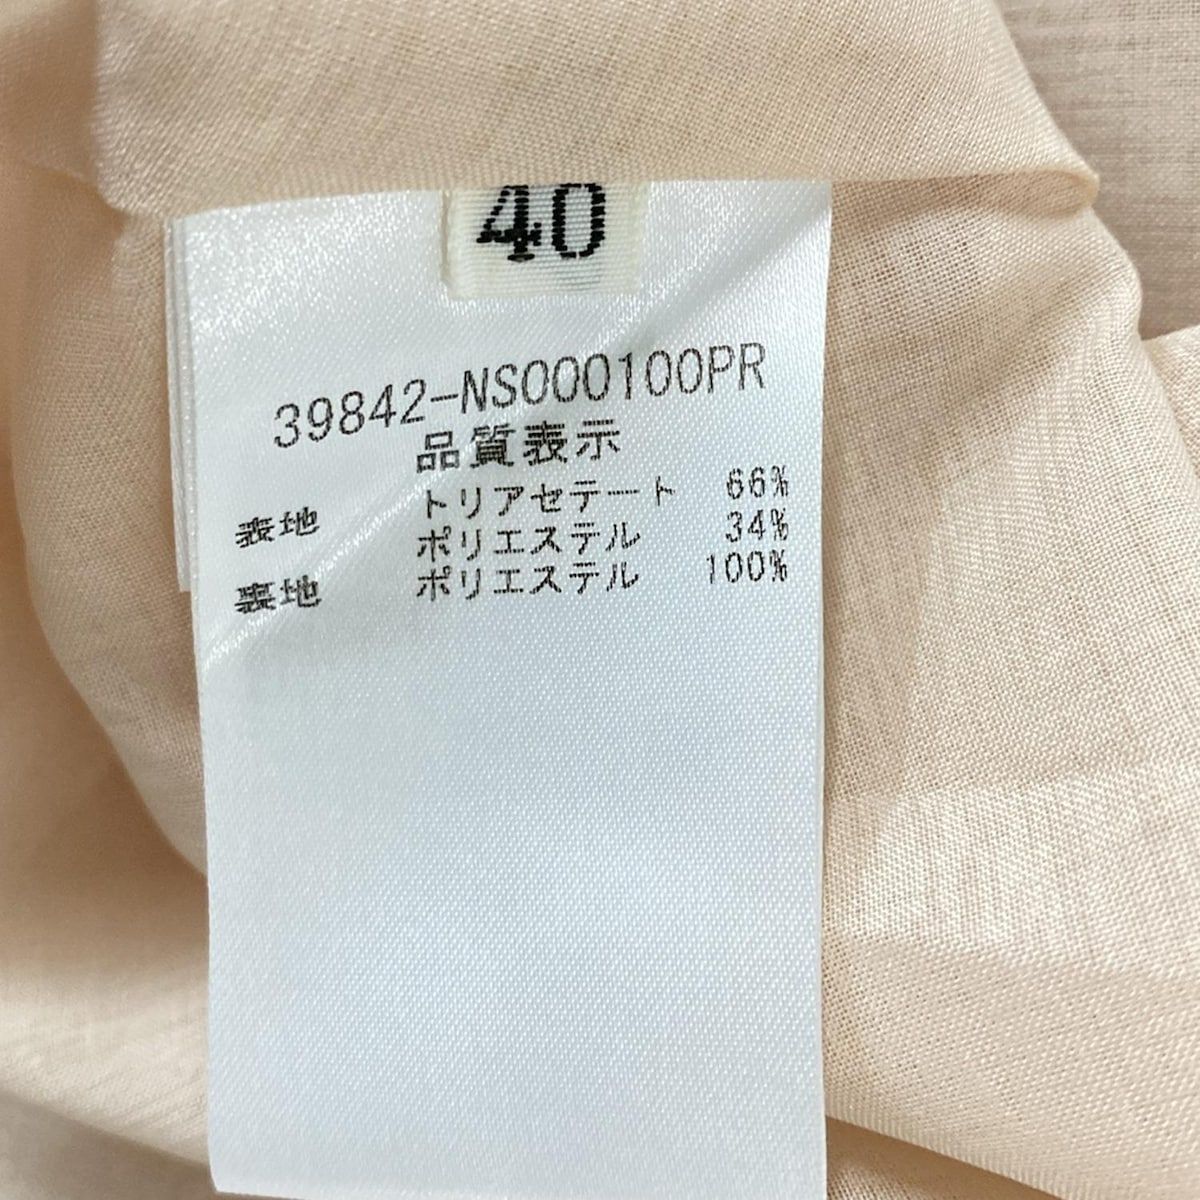 40
39842-NS000100PR
品質表示
表地 トリアセテート 66%
ポリエステル 34%
裏地 ポリエステル 100%